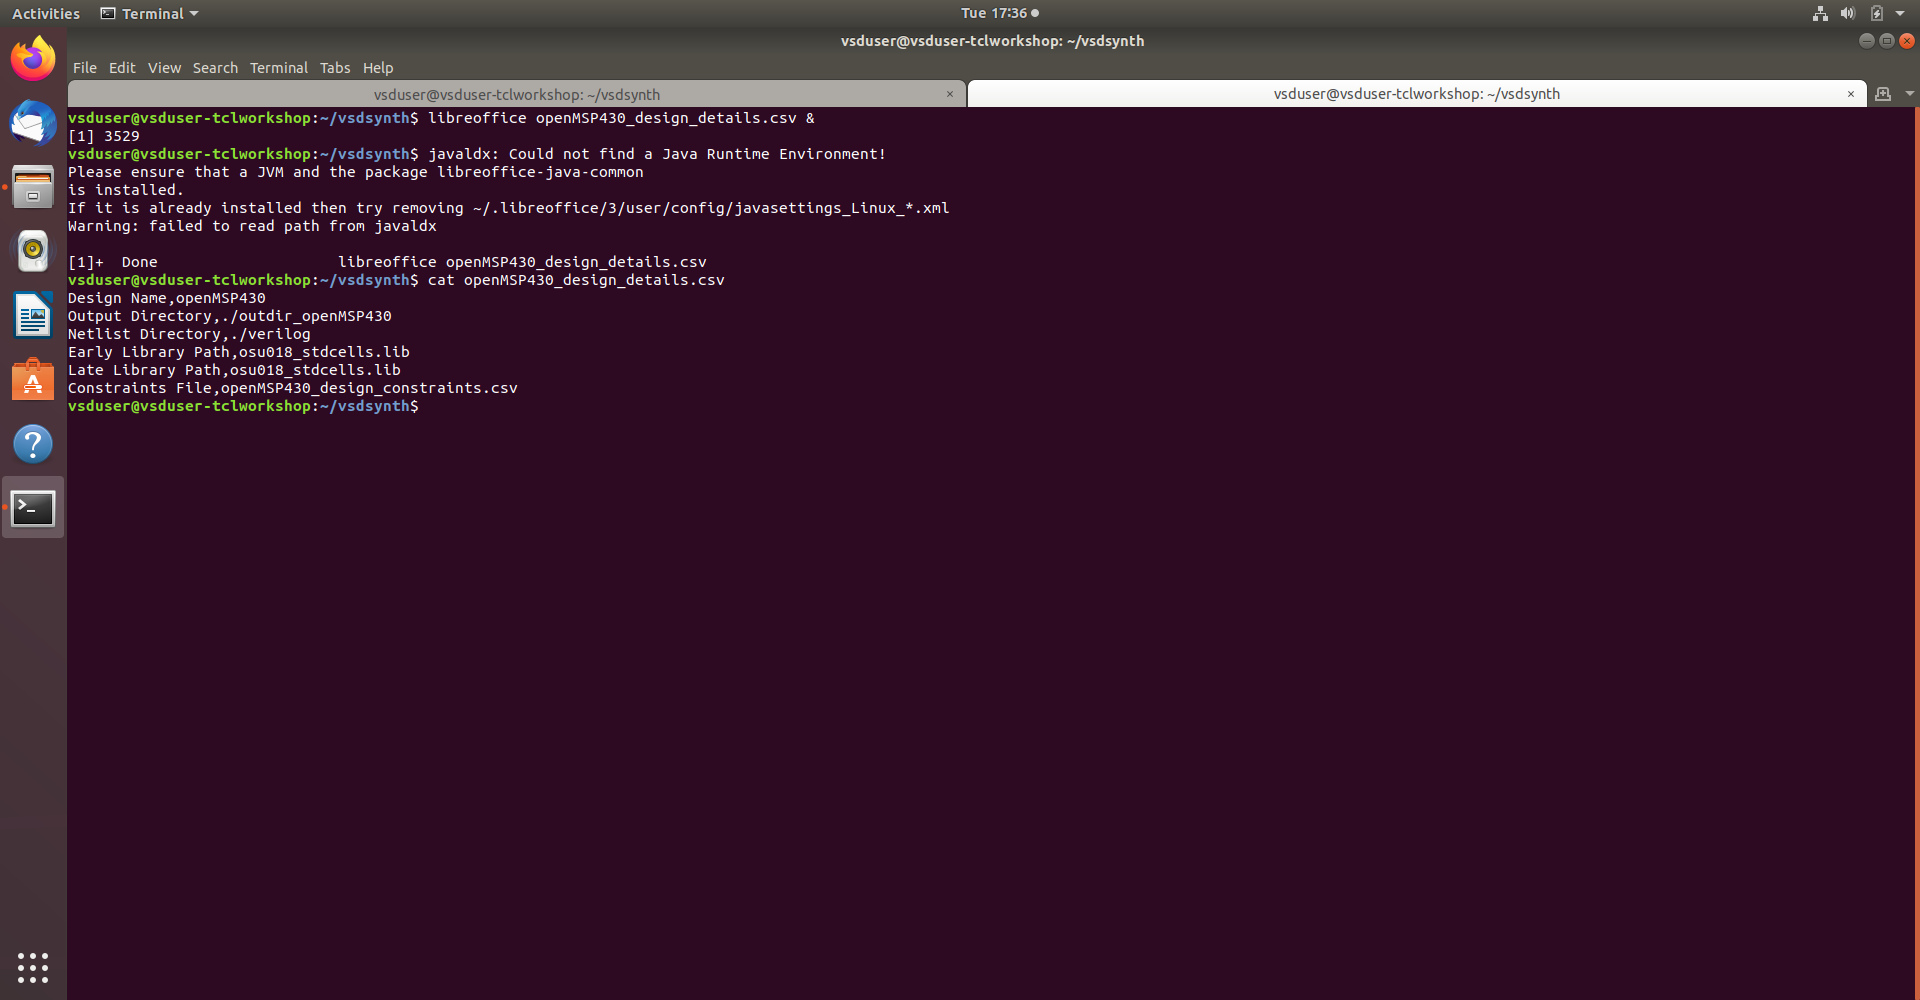 Activities Terminal Tue 17:36
vsduser@vsduser-tclworkshop: ~/vsdsynth
File Edit View Search Terminal Tabs Help
vsduser@vsduser-tclworkshop: ~/vsdsynth × vsduser@vsduser-tclworkshop: ~/vsdsynth ×
vsduser@vsduser-tclworkshop:~/vsdsynth$ libreoffice openMSP430_design_details.csv &
[1] 3529
vsduser@vsduser-tclworkshop:~/vsdsynth$ javaldx: Could not find a Java Runtime Environment!
Please ensure that a JVM and the package libreoffice-java-common
is installed.
If it is already installed then try removing ~/.libreoffice/3/user/config/javasettings_Linux_*.xml
Warning: failed to read path from javaldx
[1]+  Done                    libreoffice openMSP430_design_details.csv
vsduser@vsduser-tclworkshop:~/vsdsynth$ cat openMSP430_design_details.csv
Design Name,openMSP430
Output Directory,./outdir_openMSP430
Netlist Directory,./verilog
Early Library Path,osu018_stdcells.lib
Late Library Path,osu018_stdcells.lib
Constraints File,openMSP430_design_constraints.csv
vsduser@vsduser-tclworkshop:~/vsdsynth$